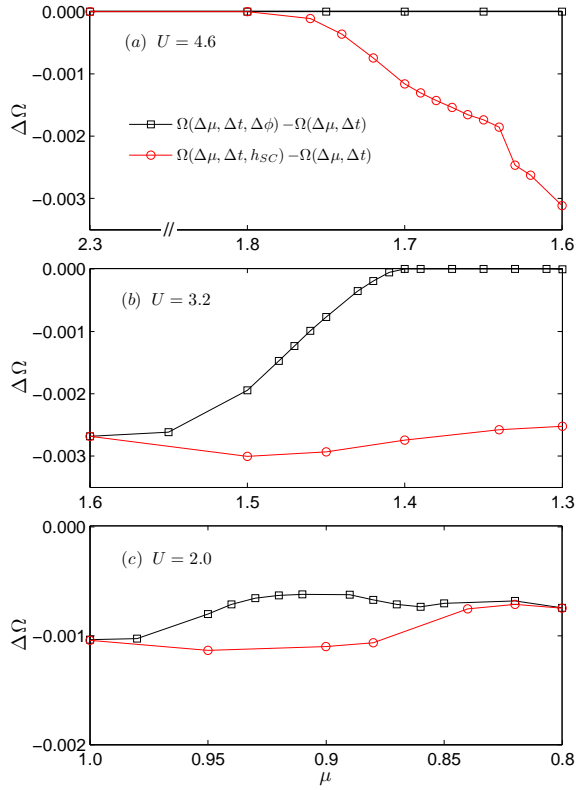 0.000
(a) U = 4.6
−0.001
Ω(Δμ, Δt, Δϕ) −Ω(Δμ, Δt)
ΔΩ
Ω(Δμ, Δt, h_{SC}) −Ω(Δμ, Δt)
−0.002
−0.003
2.3 // 1.8 1.7 1.6
0.000
(b) U = 3.2
−0.001
ΔΩ
−0.002
−0.003
1.6 1.5 1.4 1.3
0.000
(c) U = 2.0
ΔΩ
−0.001
−0.002
1.0 0.95 0.9 0.85 0.8
μ